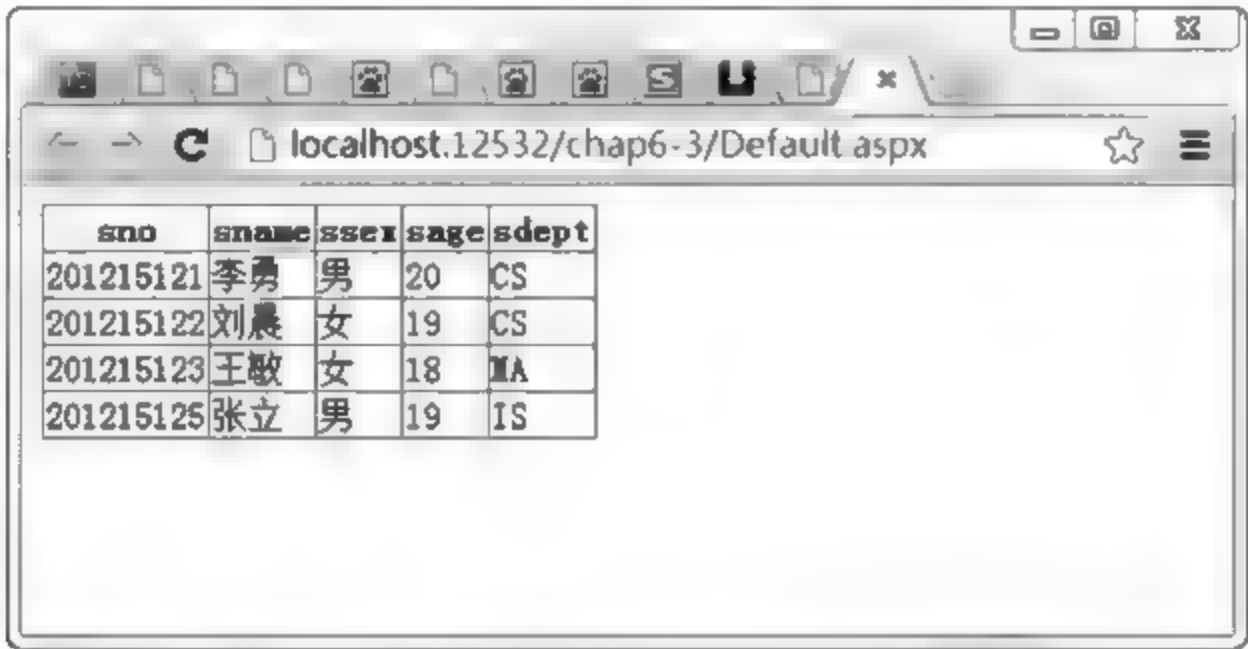 localhost:12532/chap6-3/Default.aspx
sno sname ssex sage sdept
201215121 李勇 男 20 CS
201215122 刘晨 女 19 CS
201215123 王敏 女 18 MA
201215125 张立 男 19 IS